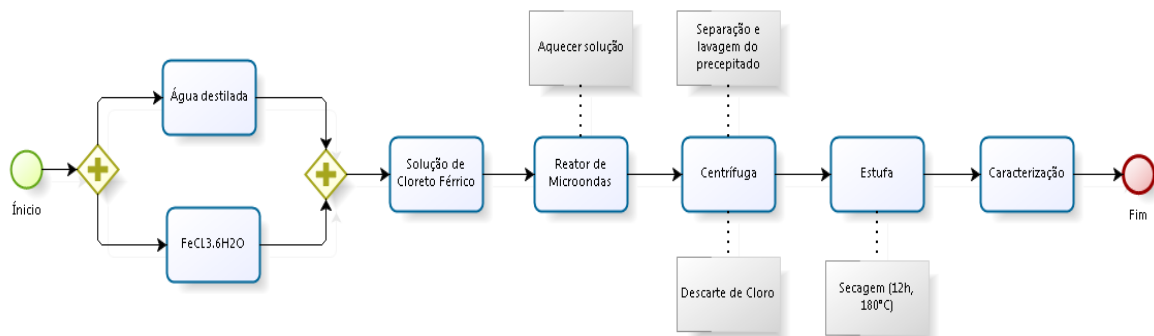 Aquecer solução
Separação e
lavagem do
precepitado
Água destilada
Ínicio
Solução de
Cloreto Férrico
Reator de
Microondas
Centrífuga
Estufa
Caracterização
Fim
FeCL3.6H2O
Descarte de Cloro
Secagem (12h,
180°C)